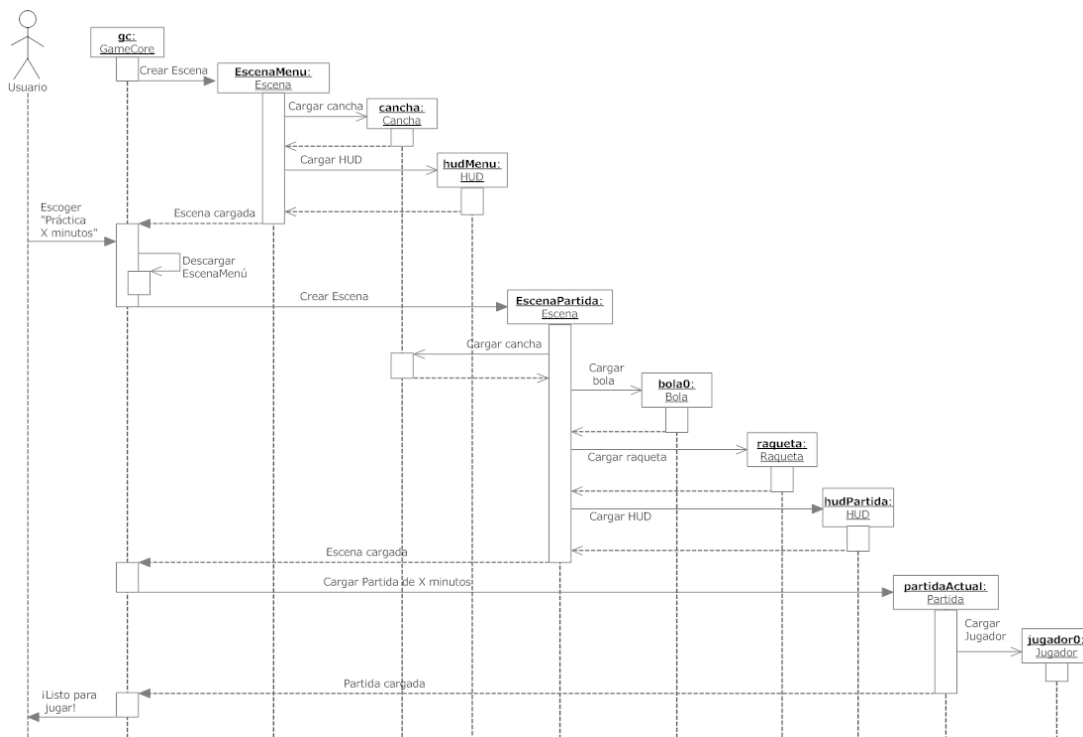 gc:
GameCore
Usuario
Crear Escena
EscenaMenu:
Escena
Cargar cancha
cancha:
Cancha
Cargar HUD
hudMenu:
HUD
Escena cargada
Escoger
"Práctica
X minutos"
Descargar
EscenaMenú
Crear Escena
EscenaPartida:
Escena
Cargar cancha
Cargar
bola
bola0:
Bola
Cargar raqueta
raqueta:
Raqueta
Cargar HUD
hudPartida:
HUD
Escena cargada
Cargar Partida de X minutos
partidaActual:
Partida
Cargar
Jugador
jugador0:
Jugador
Partida cargada
¡Listo para
jugar!